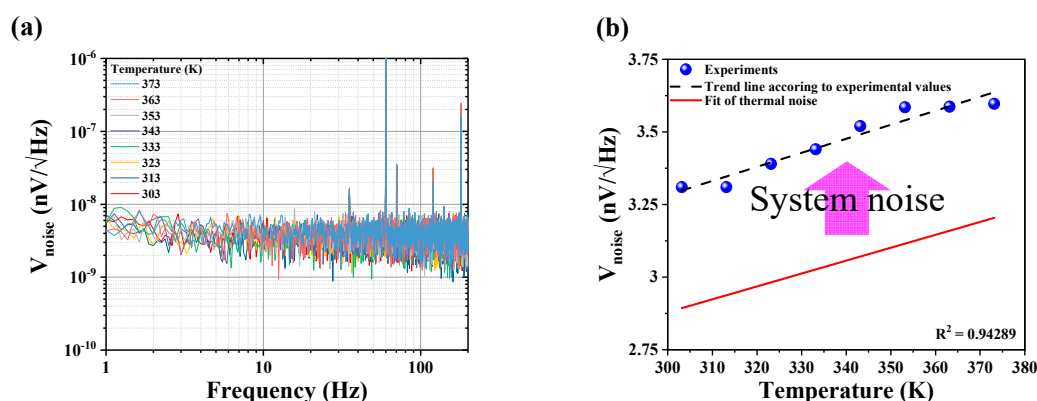 (a)
V_noise (nV/√Hz)
10⁻⁶
10⁻⁷
10⁻⁸
10⁻⁹
10⁻¹⁰
Temperature (K)
373
363
353
343
333
323
313
303
1
10
100
Frequency (Hz)
(b)
V_noise (nV/√Hz)
3.75
3.5
3.25
3
2.75
Experiments
Trend line accoring to experimental values
Fit of thermal noise
System noise
R² = 0.94289
300
310
320
330
340
350
360
370
380
Temperature (K)